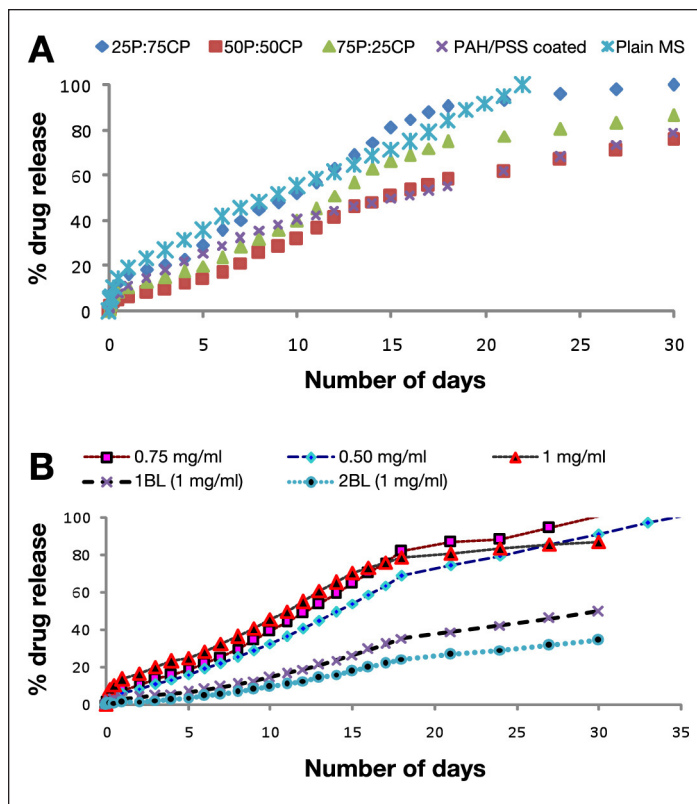 A
25P:75CP 50P:50CP 75P:25CP PAH/PSS coated Plain MS
% drug release
100
80
60
40
20
0
0 5 10 15 20 25 30
Number of days
B
0.75 mg/ml 0.50 mg/ml 1 mg/ml
1BL (1 mg/ml) 2BL (1 mg/ml)
% drug release
100
80
60
40
20
0
0 5 10 15 20 25 30 35
Number of days